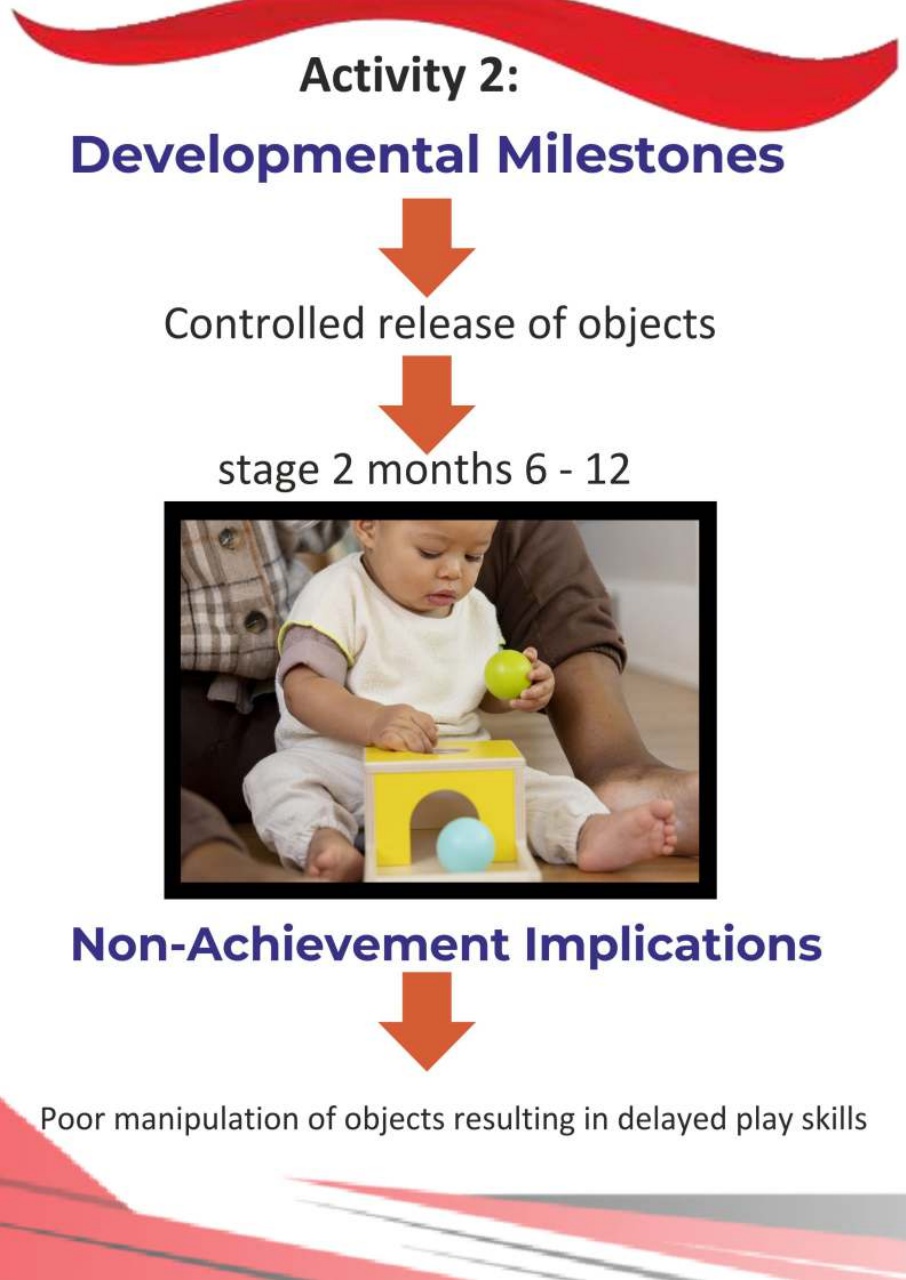 Activity 2:
Developmental Milestones
Controlled release of objects
stage 2 months 6 - 12
Non-Achievement Implications
Poor manipulation of objects resulting in delayed play skills